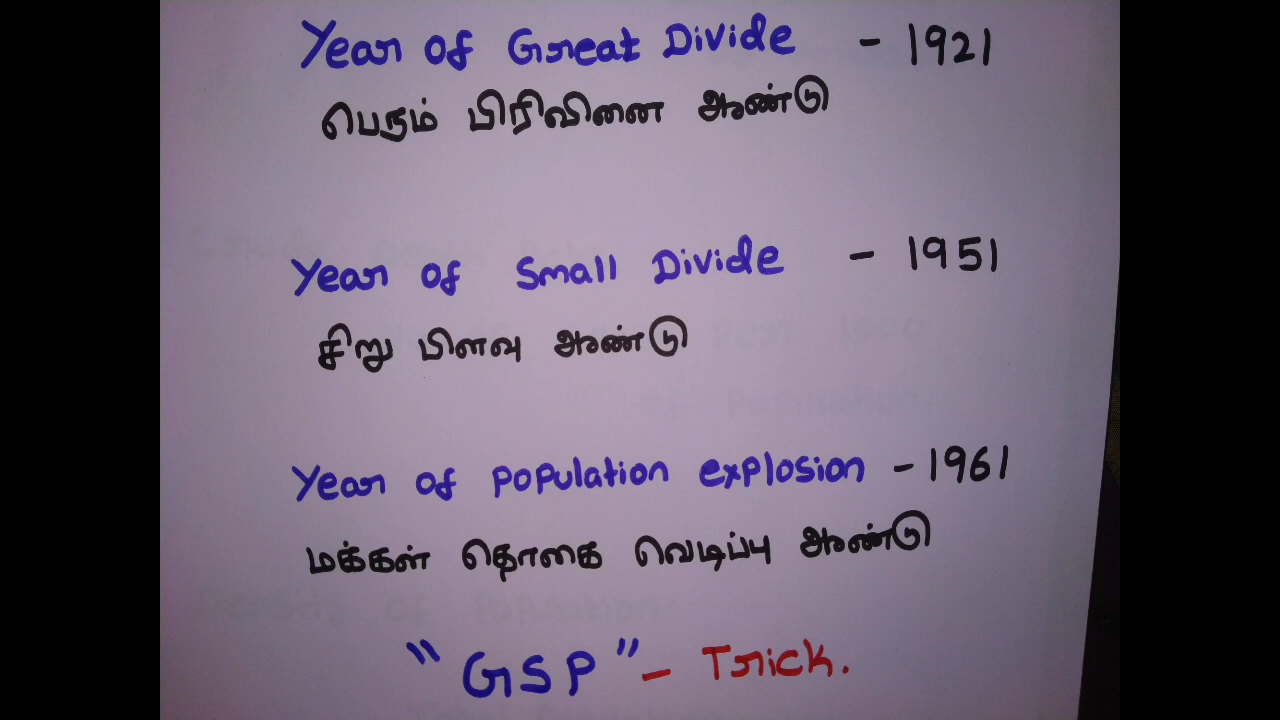 Year of Great Divide - 1921
பெரும் பிரிவினை ஆண்டு
Year of Small Divide - 1951
சிறு பிளவு ஆண்டு
Year of population explosion - 1961
மக்கள் தொகை வெடிப்பு ஆண்டு
"GSP" - Trick.